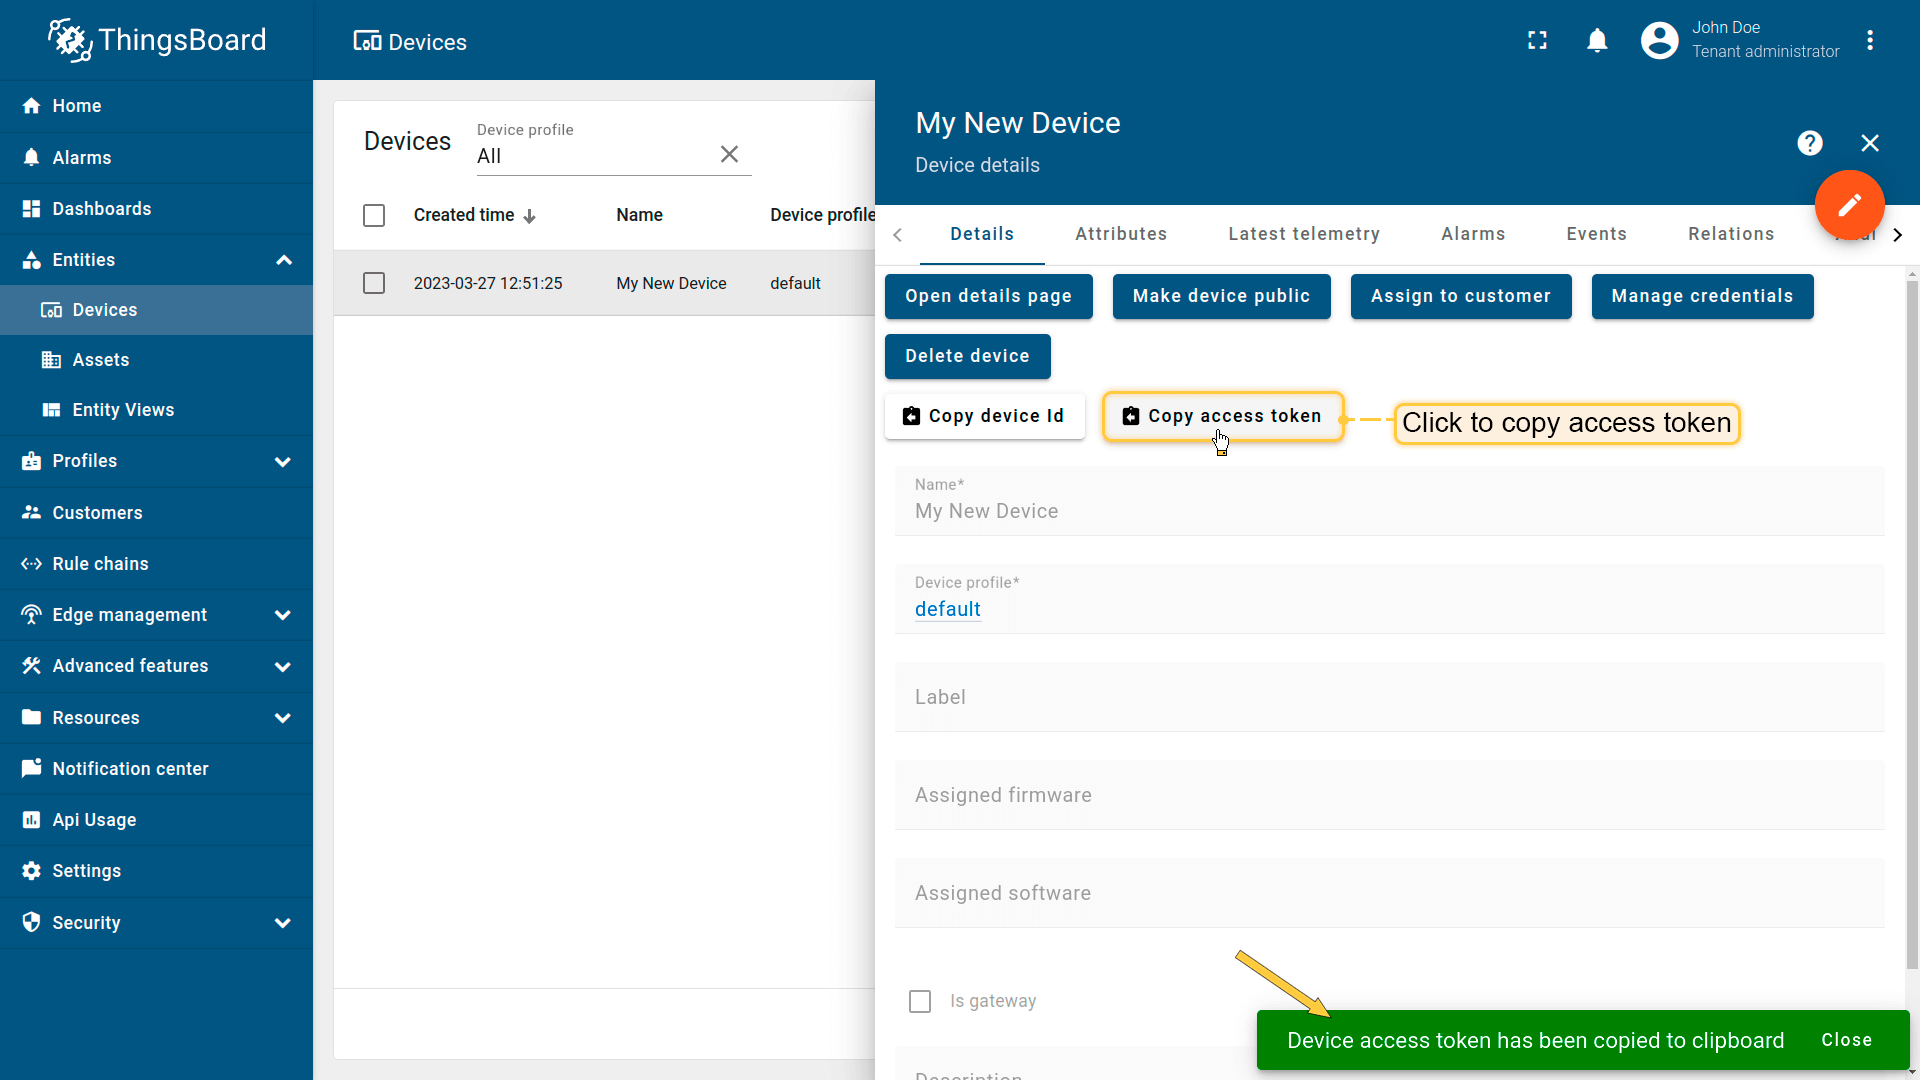 ThingsBoard
Devices
John Doe
Tenant administrator
Home
Alarms
Dashboards
Entities
Devices
Assets
Entity Views
Profiles
Customers
Rule chains
Edge management
Advanced features
Resources
Notification center
Api Usage
Settings
Security
Devices
Device profile
All
Created time Name Device profile
2023-03-27 12:51:25 My New Device default
My New Device
Device details
Details Attributes Latest telemetry Alarms Events Relations
Open details page Make device public Assign to customer Manage credentials
Delete device
Copy device Id Copy access token Click to copy access token
Name*
My New Device
Device profile*
default
Label
Assigned firmware
Assigned software
Is gateway
Description
Device access token has been copied to clipboard Close